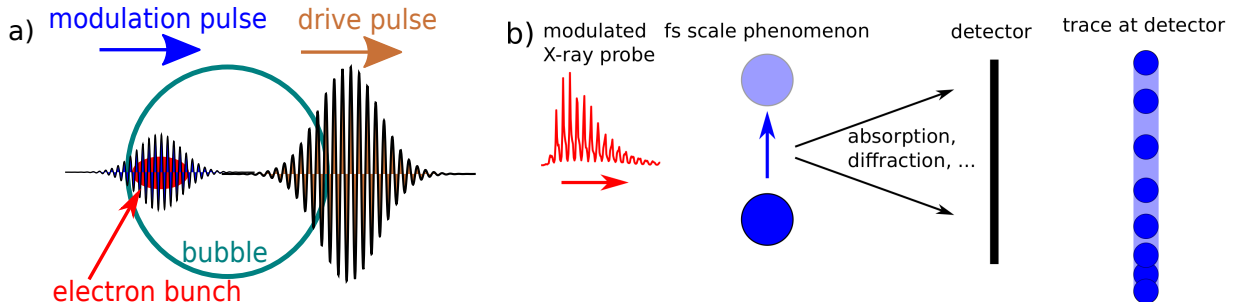 a)
modulation pulse
drive pulse
bubble
electron bunch
b)
modulated
X-ray probe
fs scale phenomenon
absorption,
diffraction, ...
detector
trace at detector